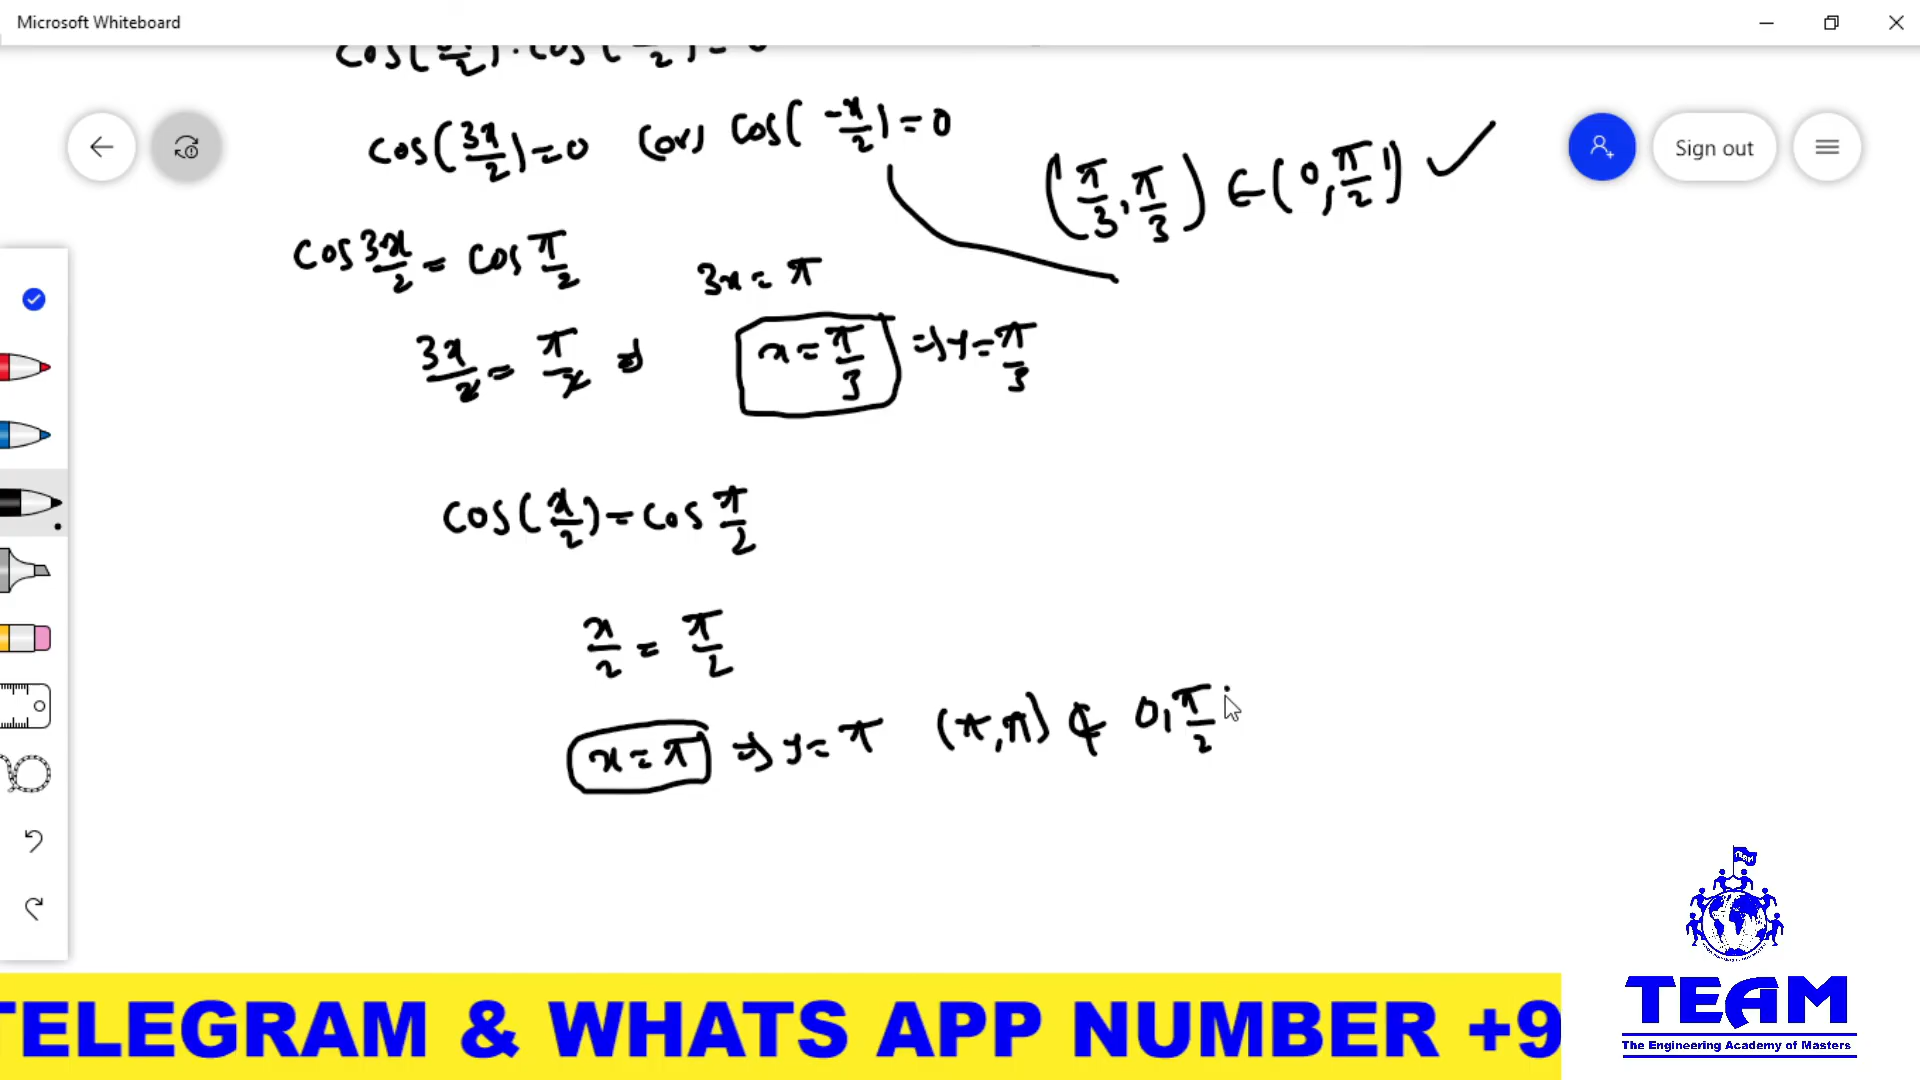 Microsoft Whiteboard
cos(3x/2) = 0 (or) cos(-x/2) = 0
Sign out
(π/3, π/3) ∈ (0, π/2) ✓
cos 3x/2 = cos π/2
3x = π
3x/2 = π/2 ⇒
x = π/3 ⇒ y = π/3
cos(x/2) = cos π/2
x/2 = π/2
x = π ⇒ y = π (π, π) ∉ 0, π/2
TEAM
The Engineering Academy of Masters
TELEGRAM & WHATS APP NUMBER +9